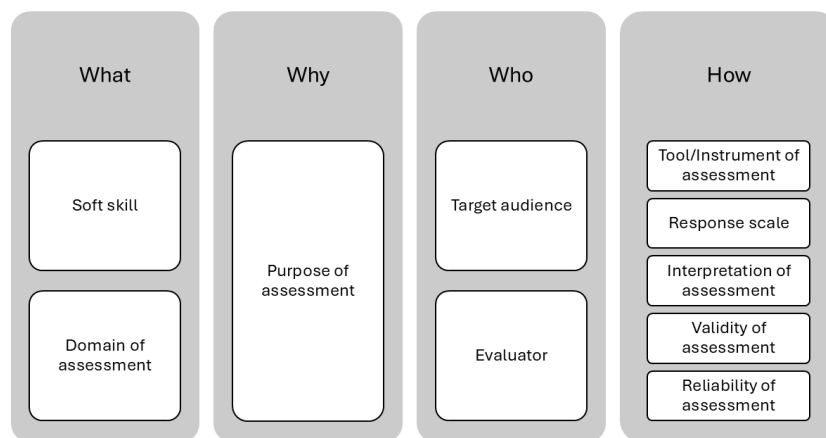 What
Soft skill
Domain of
assessment
Why
Purpose of
assessment
Who
Target audience
Evaluator
How
Tool/Instrument of
assessment
Response scale
Interpretation of
assessment
Validity of
assessment
Reliability of
assessment